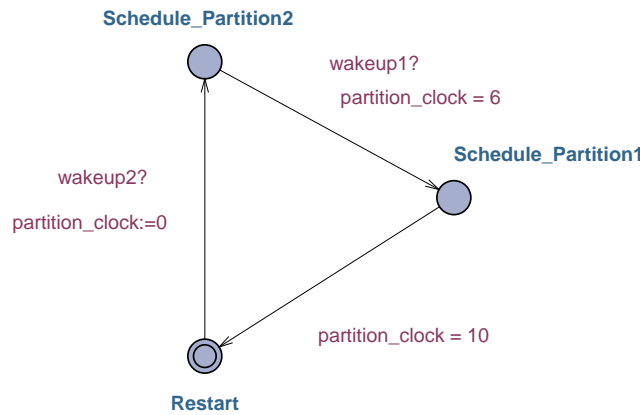 Schedule_Partition2
wakeup1?
partition_clock = 6
Schedule_Partition1
wakeup2?
partition_clock:=0
partition_clock = 10
Restart